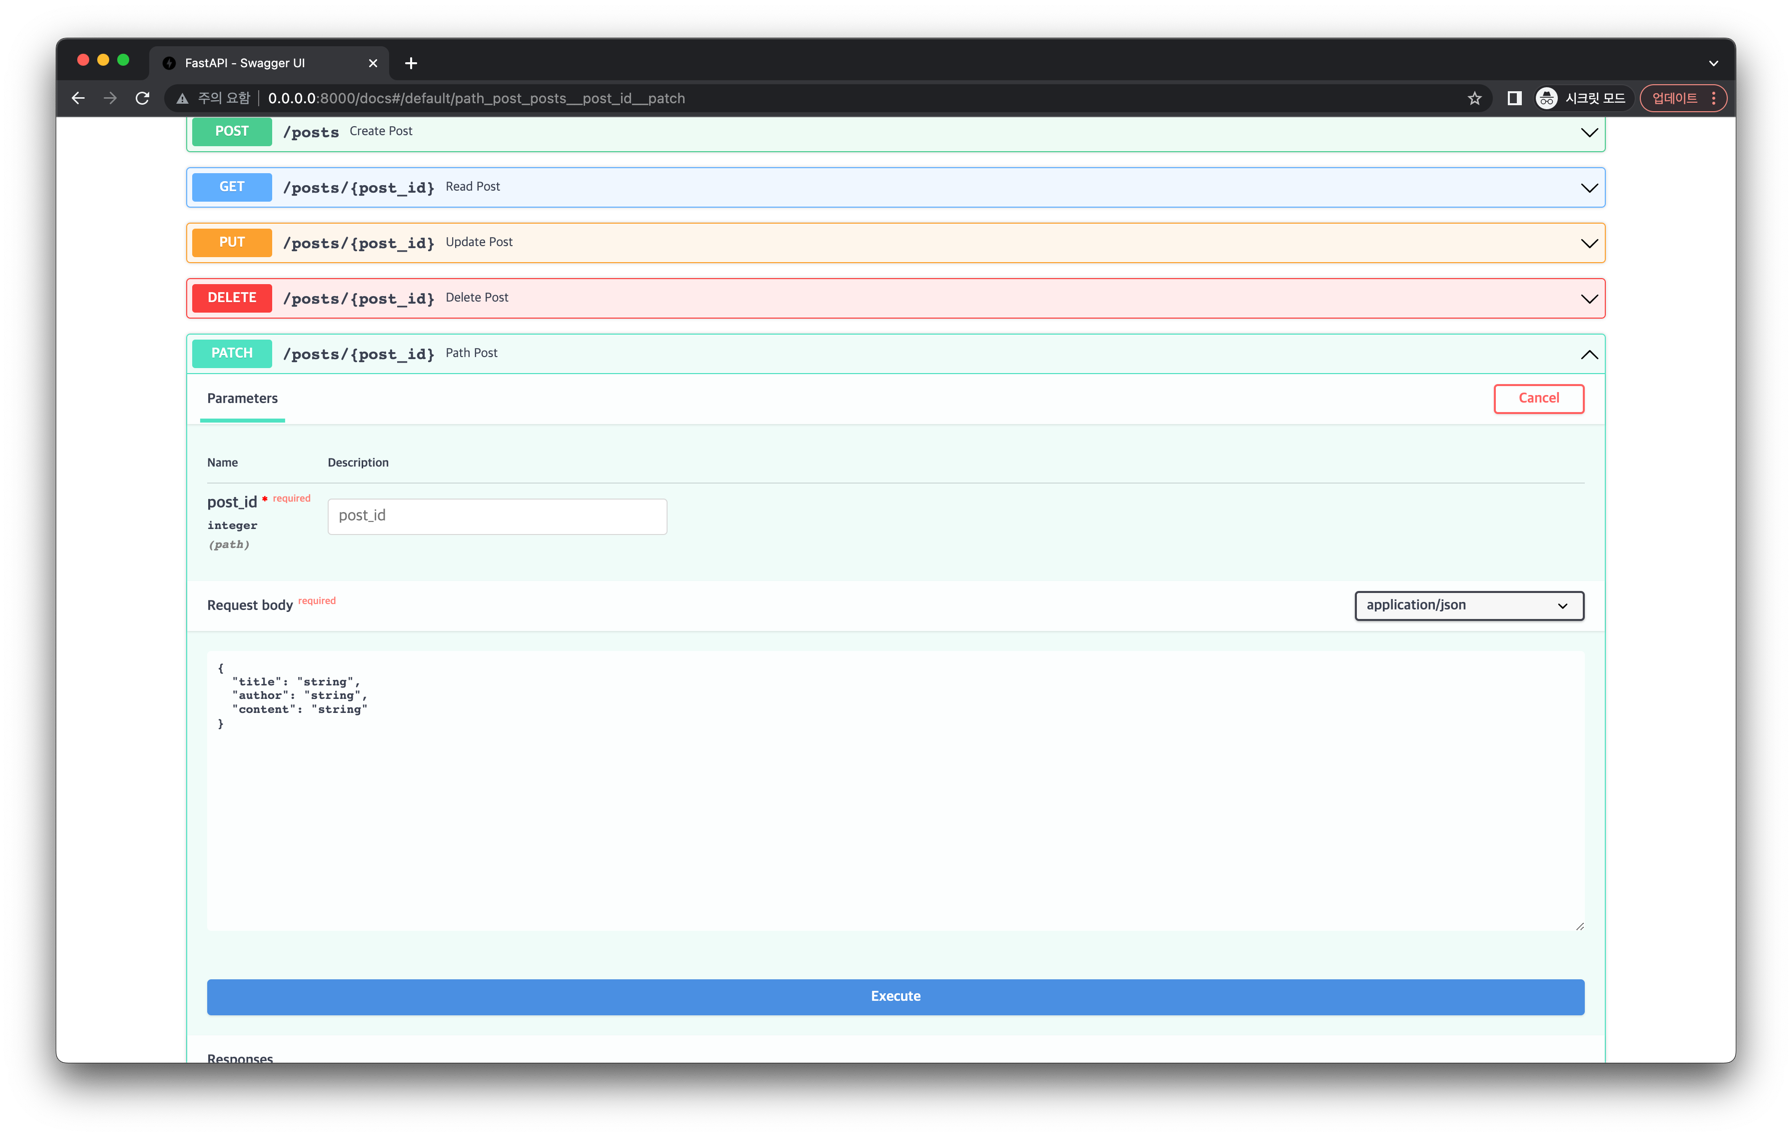 FastAPI - Swagger UI
주의 요함 0.0.0.0:8000/docs#/default/path_post_posts__post_id__patch 시크릿 모드 업데이트
POST /posts Create Post
GET /posts/{post_id} Read Post
PUT /posts/{post_id} Update Post
DELETE /posts/{post_id} Delete Post
PATCH /posts/{post_id} Path Post
Parameters Cancel
Name Description
post_id * required post_id
integer
(path)
Request body required application/json
{
"title": "string",
"author": "string",
"content": "string"
}
Execute
Responses